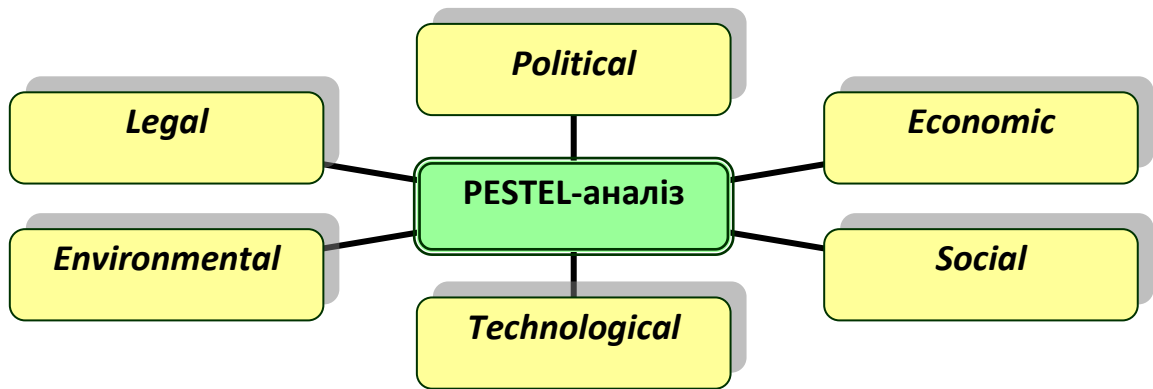 Political
Legal
Economic
PESTEL-аналіз
Environmental
Social
Technological